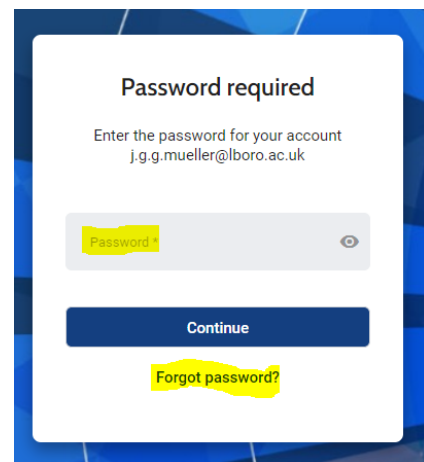 Password required
Enter the password for your account
j.g.g.mueller@lboro.ac.uk
Password *
Continue
Forgot password?